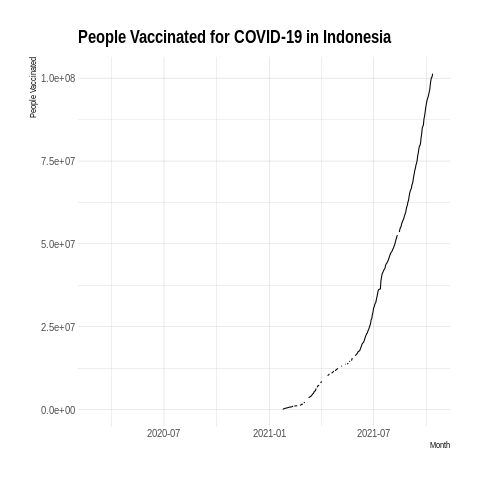 People Vaccinated for COVID-19 in Indonesia
People Vaccinated
1.0e+08
7.5e+07
5.0e+07
2.5e+07
0.0e+00
2020-07
2021-01
2021-07
Month